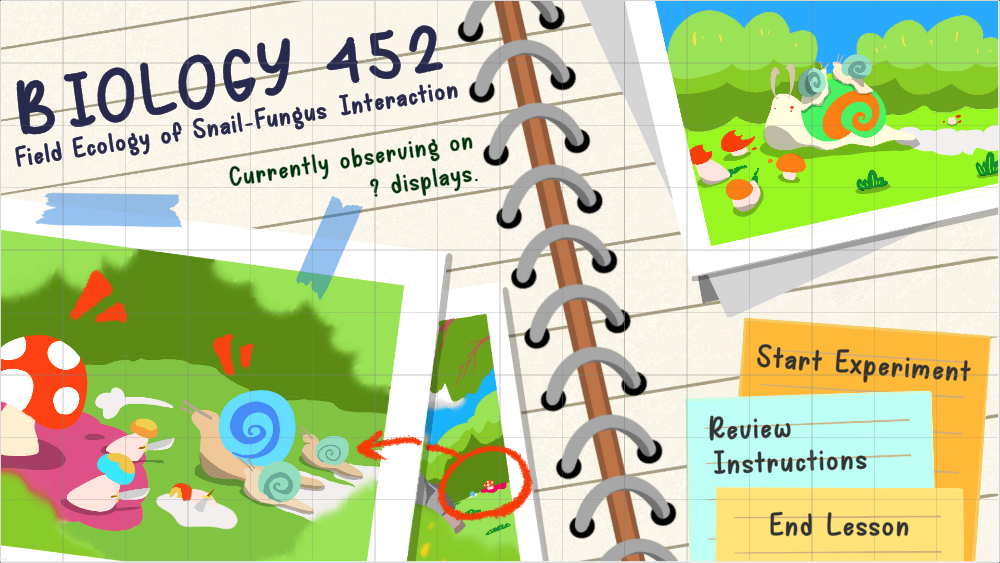 BIOLOGY 452
Field Ecology of Snail-Fungus Interaction
Currently observing on
? displays.
Start Experiment
Review
Instructions
End Lesson